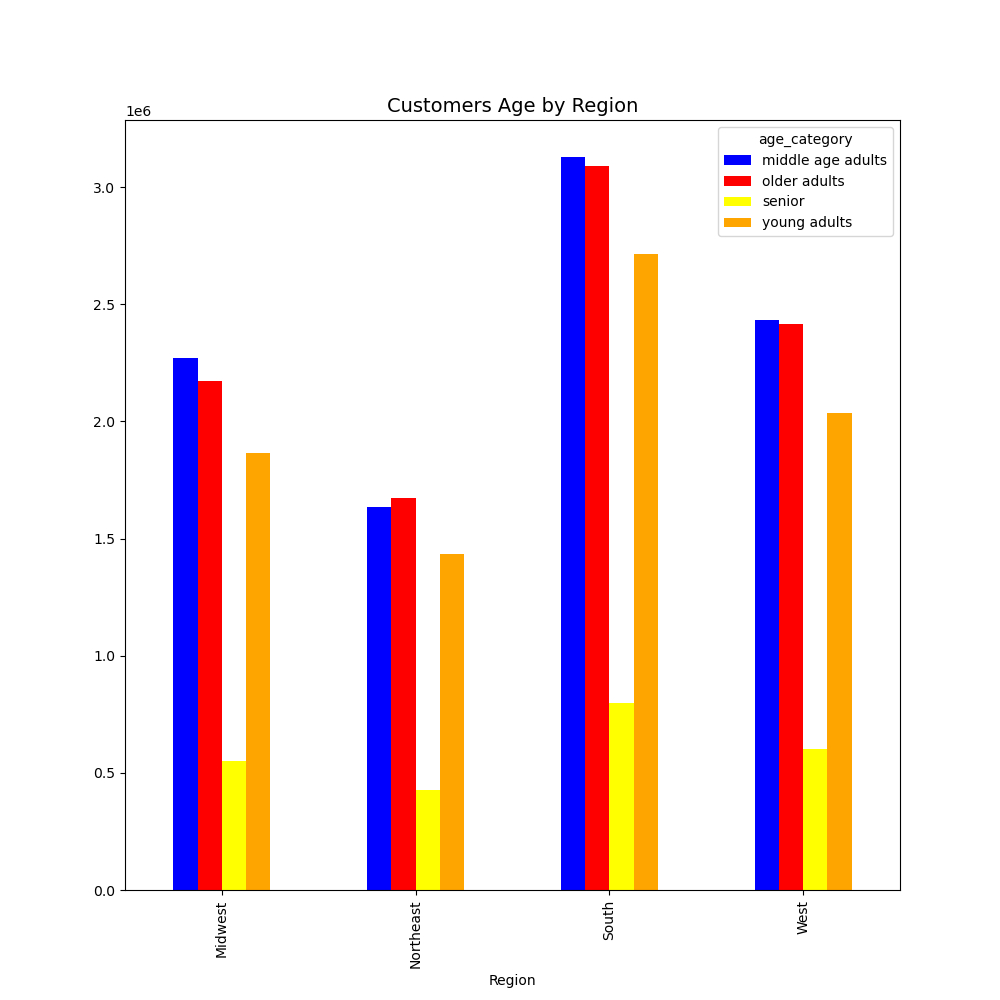 Customers Age by Region
1e6
age_category
middle age adults
older adults
senior
young adults
3.0
2.5
2.0
1.5
1.0
0.5
0.0
Midwest
Northeast
South
West
Region